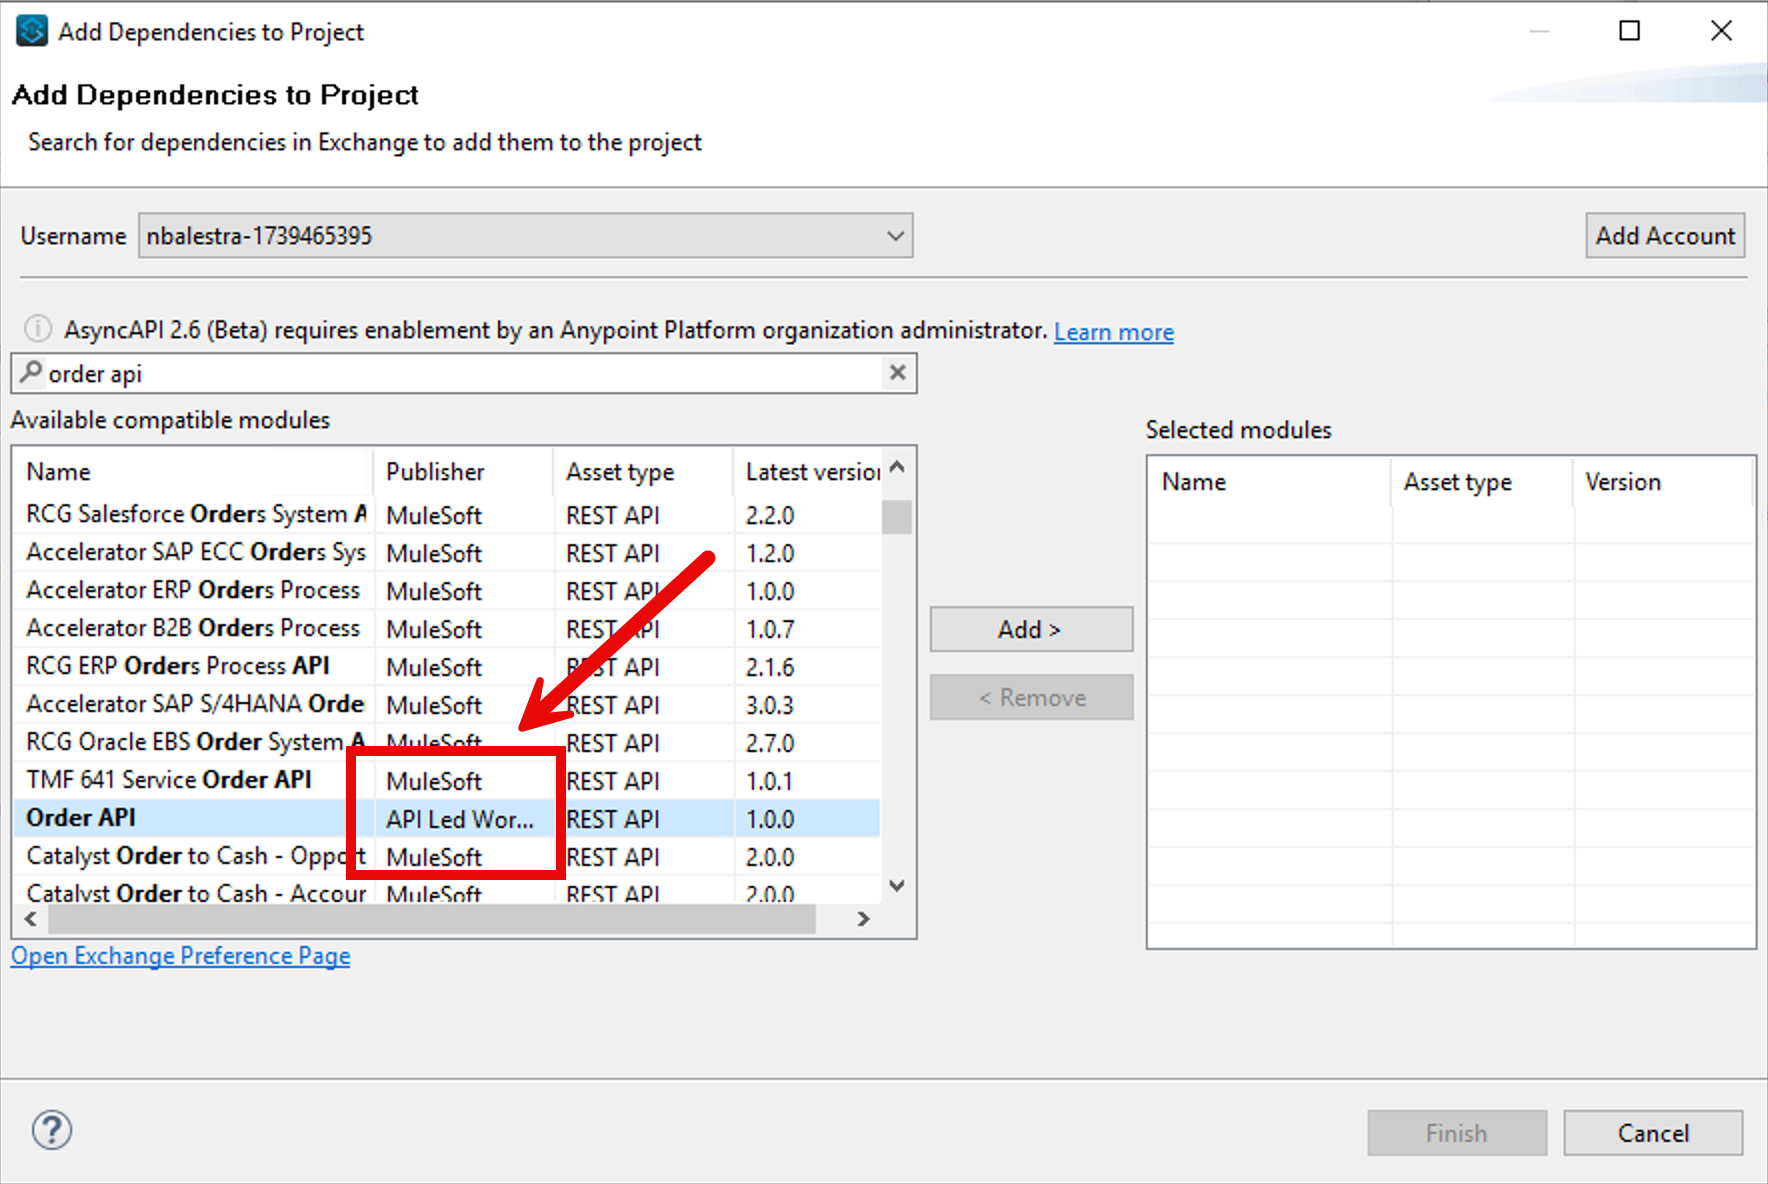 Add Dependencies to Project
Add Dependencies to Project
Search for dependencies in Exchange to add them to the project
Username nbalestra-1739465395 Add Account
AsyncAPI 2.6 (Beta) requires enablement by an Anypoint Platform organization administrator. Learn more
order api
Available compatible modules
Name Publisher Asset type Latest version
RCG Salesforce Orders System A MuleSoft REST API 2.2.0
Accelerator SAP ECC Orders Sys MuleSoft REST API 1.2.0
Accelerator ERP Orders Process MuleSoft REST API 1.0.0
Accelerator B2B Orders Process MuleSoft REST API 1.0.7
RCG ERP Orders Process API MuleSoft REST API 2.1.6
Accelerator SAP S/4HANA Order MuleSoft REST API 3.0.3
RCG Oracle EBS Order System A MuleSoft REST API 2.7.0
TMF 641 Service Order API MuleSoft REST API 1.0.1
Order API API Led Wor... REST API 1.0.0
Catalyst Order to Cash - Opport MuleSoft REST API 2.0.0
Catalyst Order to Cash - Accour MuleSoft REST API 2.0.0
Open Exchange Preference Page
Add >
< Remove
Selected modules
Name Asset type Version
?
Finish Cancel